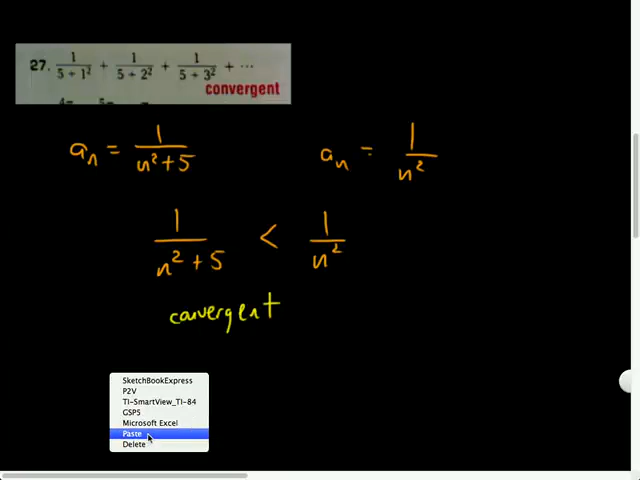 27. 1/(5 + 1²) + 1/(5 + 2²) + 1/(5 + 3²) + ⋯
convergent
aₙ = 1/(n² + 5)    aₙ = 1/n²
1/(n² + 5) < 1/n²
convergent
SketchBookExpress
P2V
TI-SmartView_TI-84
GSP5
Microsoft Excel
Paste
Delete